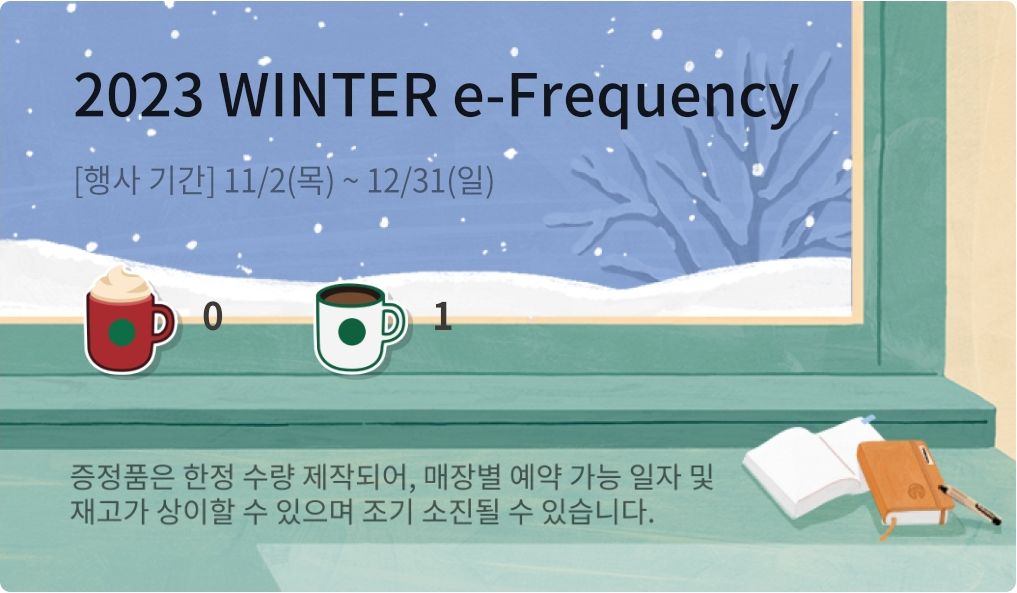 2023 WINTER e-Frequency
[행사 기간] 11/2(목) ~ 12/31(일)
0
1
증정품은 한정 수량 제작되어, 매장별 예약 가능 일자 및
재고가 상이할 수 있으며 조기 소진될 수 있습니다.